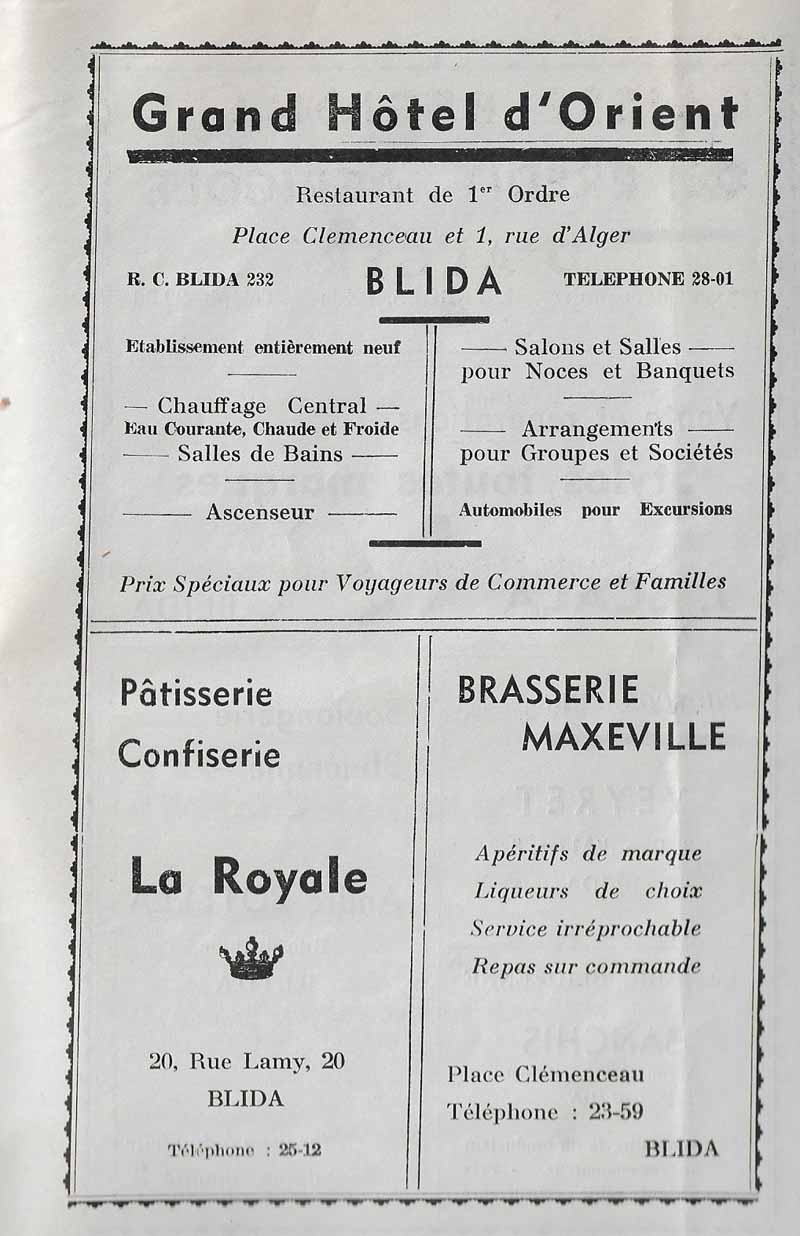 Grand Hôtel d'Orient
Restaurant de 1er Ordre
Place Clemenceau et 1, rue d'Alger
R. C. BLIDA 232
BLIDA
TELEPHONE 28-01
Etablissement entièrement neuf
— Chauffage Central —
Eau Courante, Chaude et Froide
— Salles de Bains —
— Ascenseur —
— Salons et Salles —
pour Noces et Banquets
— Arrangements —
pour Groupes et Sociétés
Automobiles pour Excursions
Prix Spéciaux pour Voyageurs de Commerce et Familles
Pâtisserie
Confiserie
La Royale
20, Rue Lamy, 20
BLIDA
Téléphone : 25-12
BRASSERIE
MAXEVILLE
Apéritifs de marque
Liqueurs de choix
Service irréprochable
Repas sur commande
Place Clémenceau
Téléphone : 23-59
BLIDA